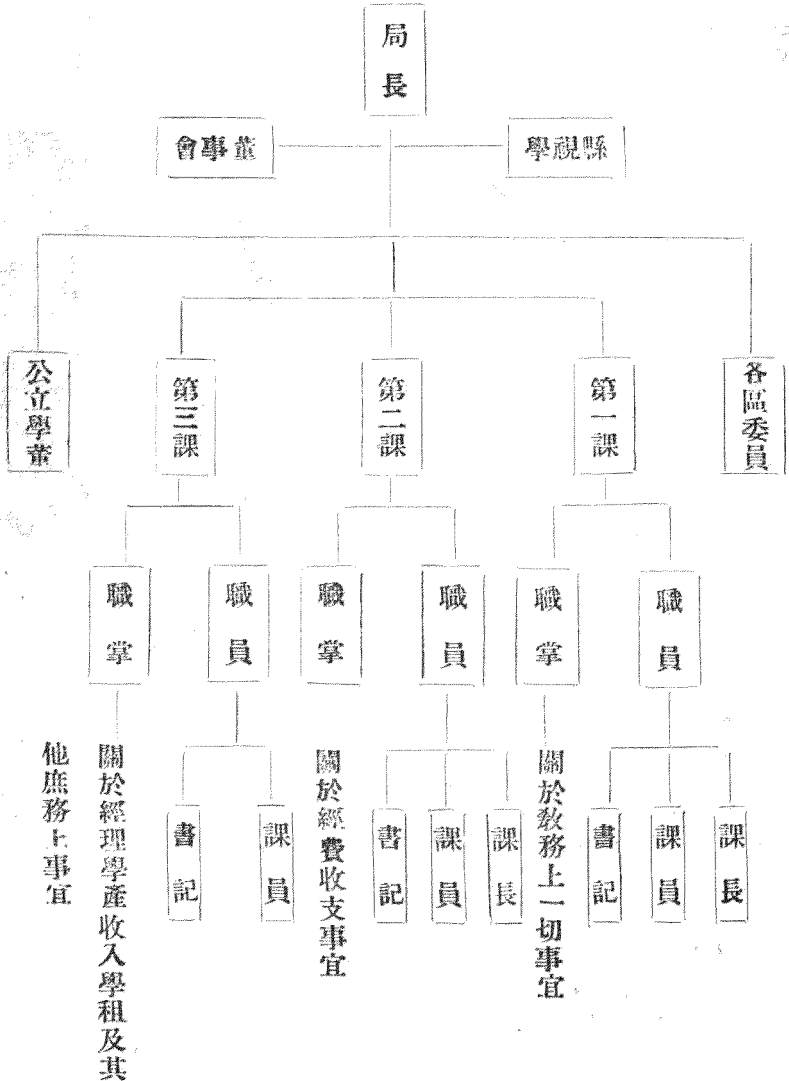 局長
縣視學
董事會
各區委員
第一課
第二課
第三課
公立學董
職員
職掌
職員
職掌
職員
職掌
課長
課員
書記
關於教務上一切事宜
課長
課員
書記
關於經費收支事宜
課員
書記
關於經理學產收入學租及其
他庶務上事宜